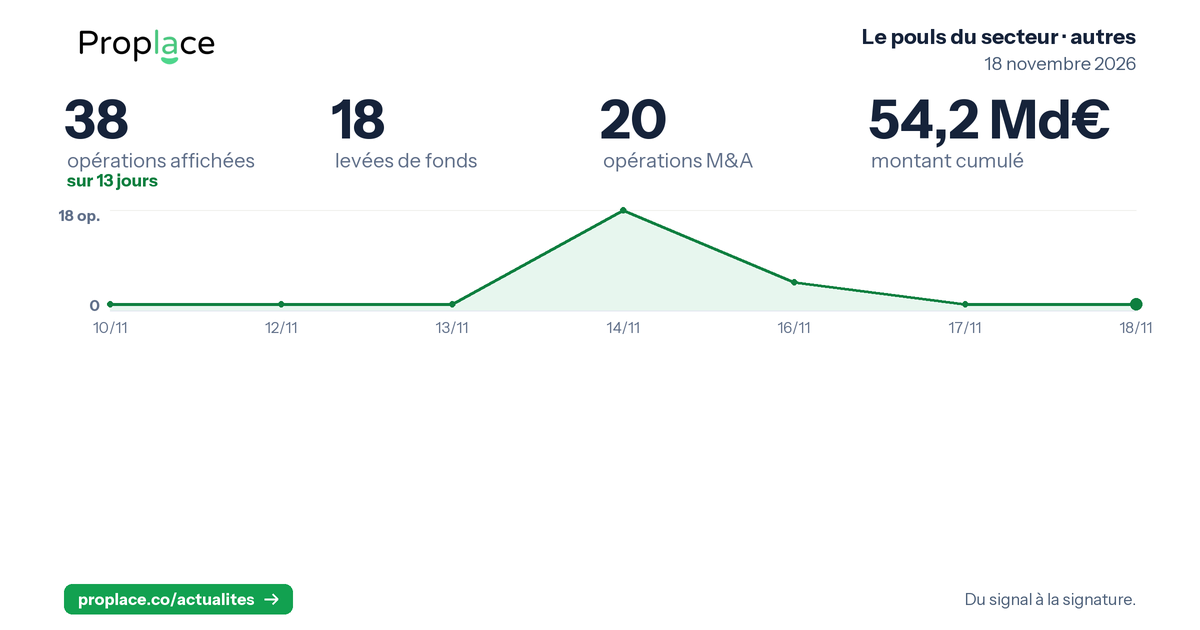 Proplace
Le pouls du secteur · autres
18 novembre 2026
38
opérations affichées
sur 13 jours
18
levées de fonds
20
opérations M&A
54,2 Md€
montant cumulé
18 op.
0
10/11
12/11
13/11
14/11
16/11
17/11
18/11
proplace.co/actualites →
Du signal à la signature.